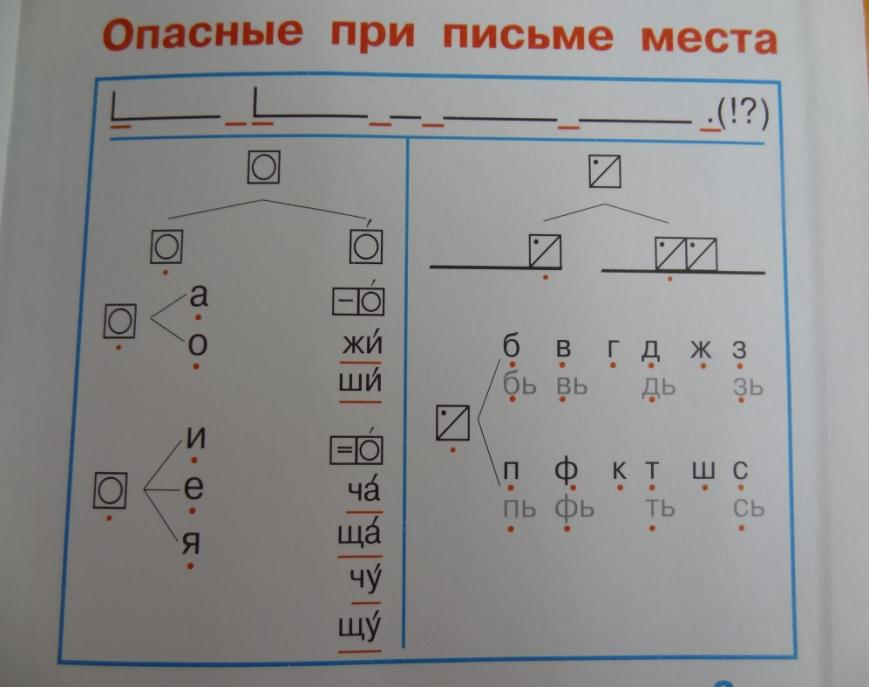 Опасные при письме места
.(!?)
а
о
жи́
ши́
и
е
я
ча́
ща́
чу́
щу́
б в г д ж з
бь вь дь зь
п ф к т ш с
пь фь ть сь